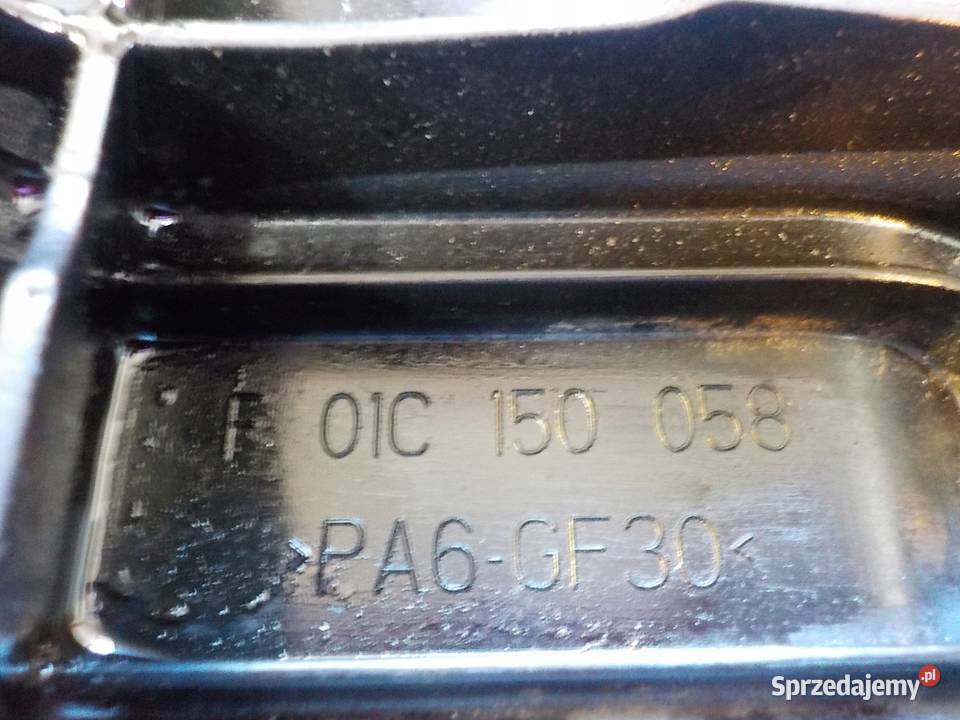 F 01C 150 058
>PA6-GF30<
Sprzedajemy.pl